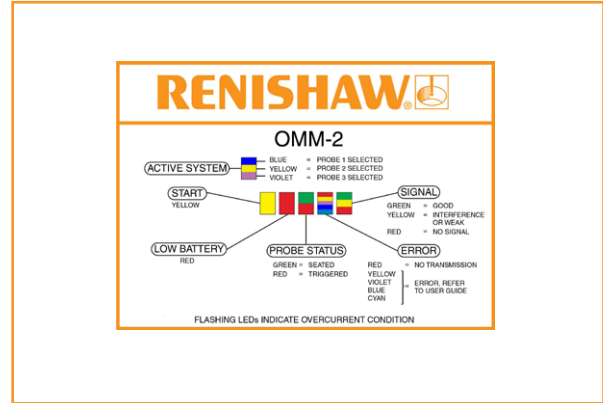 RENISHAW
OMM-2
ACTIVE SYSTEM
BLUE = PROBE 1 SELECTED
YELLOW = PROBE 2 SELECTED
VIOLET = PROBE 3 SELECTED
START
YELLOW
SIGNAL
GREEN = GOOD
YELLOW = INTERFERENCE
OR WEAK
RED = NO SIGNAL
LOW BATTERY
RED
PROBE STATUS
GREEN = SEATED
RED = TRIGGERED
ERROR
RED = NO TRANSMISSION
YELLOW
VIOLET
BLUE
CYAN
= ERROR. REFER
TO USER GUIDE
FLASHING LEDs INDICATE OVERCURRENT CONDITION